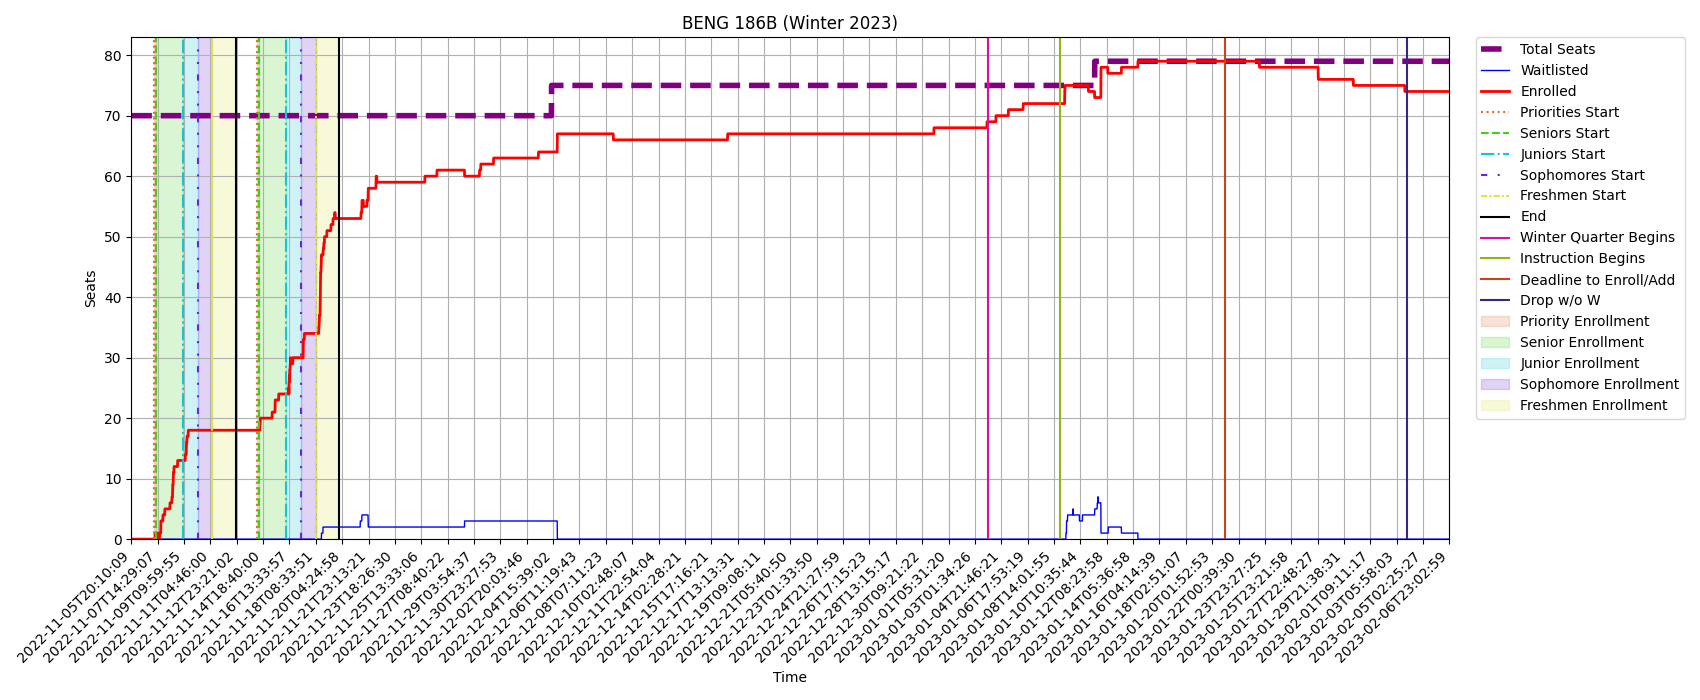 BENG 186B (Winter 2023)
Seats
80
70
60
50
40
30
20
10
0
2022-11-05T20:10:09
2022-11-07T14:29:07
2022-11-09T09:59:55
2022-11-11T04:46:00
2022-11-12T23:21:02
2022-11-14T18:40:00
2022-11-16T13:33:57
2022-11-18T08:33:51
2022-11-20T04:24:58
2022-11-21T23:13:21
2022-11-23T18:26:30
2022-11-25T13:33:06
2022-11-27T08:40:22
2022-11-29T03:54:37
2022-11-30T23:27:53
2022-12-02T20:03:46
2022-12-04T15:39:02
2022-12-06T11:19:43
2022-12-08T07:11:23
2022-12-10T02:48:07
2022-12-11T22:54:04
2022-12-14T02:28:21
2022-12-15T17:16:21
2022-12-17T13:13:31
2022-12-19T09:08:11
2022-12-21T05:40:50
2022-12-23T01:33:50
2022-12-24T21:27:59
2022-12-26T17:15:23
2022-12-28T13:15:17
2022-12-30T09:21:22
2023-01-01T05:31:20
2023-01-03T01:34:26
2023-01-04T21:46:21
2023-01-06T17:53:19
2023-01-08T14:01:55
2023-01-10T10:35:44
2023-01-12T08:23:58
2023-01-14T05:36:58
2023-01-16T04:14:39
2023-01-18T02:51:07
2023-01-20T01:52:53
2023-01-22T00:39:30
2023-01-23T23:27:25
2023-01-25T23:21:58
2023-01-27T22:48:27
2023-01-29T21:38:31
2023-02-01T09:11:17
2023-02-03T05:58:03
2023-02-05T02:25:27
2023-02-06T23:02:59
Time
Total Seats
Waitlisted
Enrolled
Priorities Start
Seniors Start
Juniors Start
Sophomores Start
Freshmen Start
End
Winter Quarter Begins
Instruction Begins
Deadline to Enroll/Add
Drop w/o W
Priority Enrollment
Senior Enrollment
Junior Enrollment
Sophomore Enrollment
Freshmen Enrollment